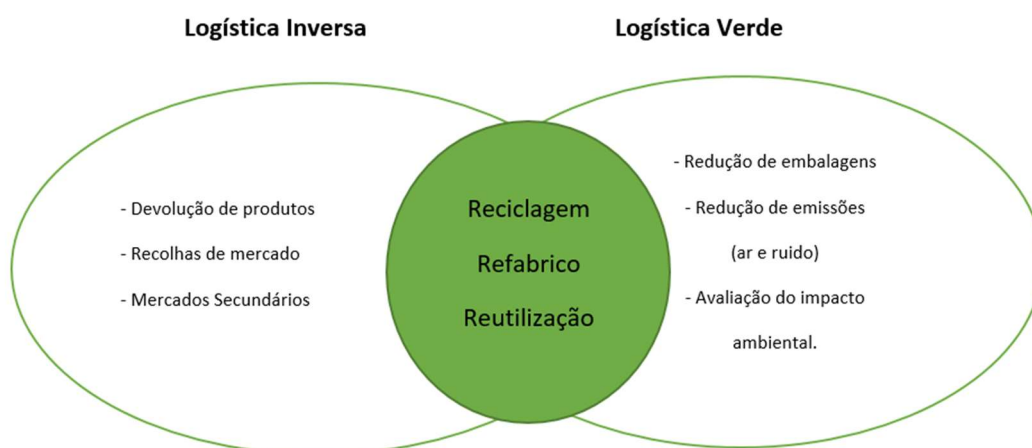 Logística Inversa
Logística Verde
- Devolução de produtos
- Recolhas de mercado
- Mercados Secundários
Reciclagem
Refabrico
Reutilização
- Redução de embalagens
- Redução de emissões
(ar e ruido)
- Avaliação do impacto
ambiental.